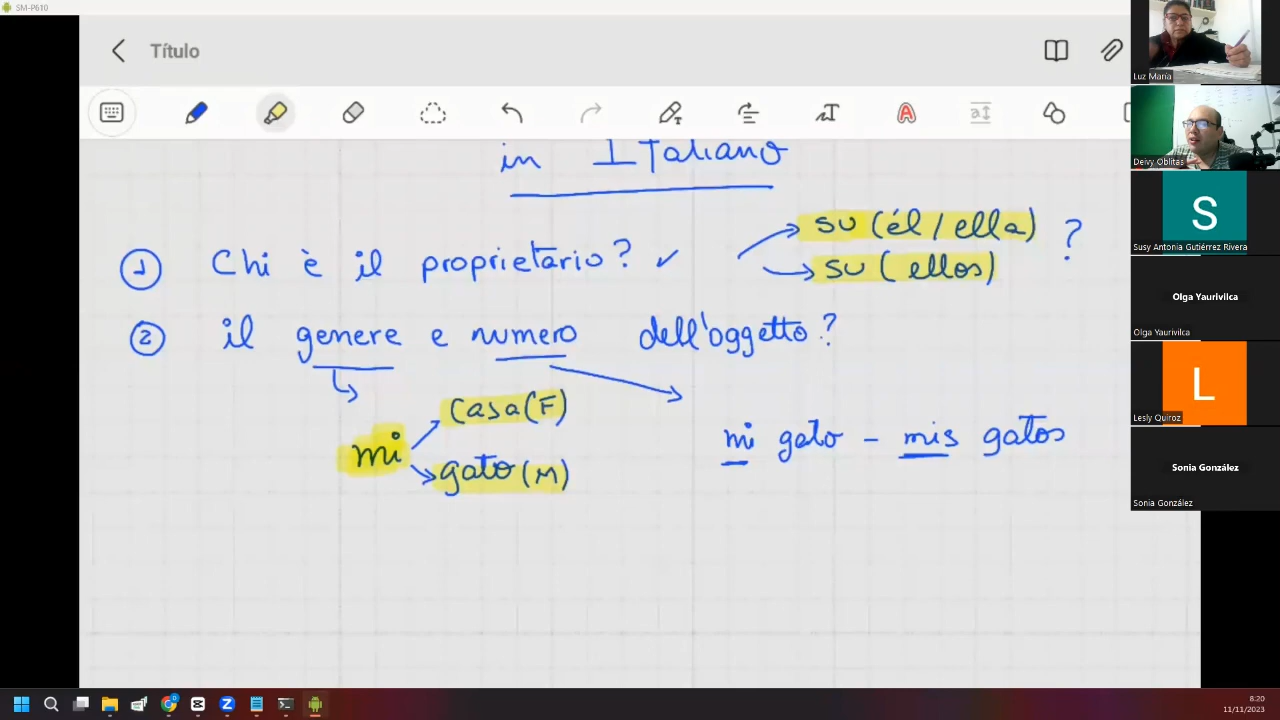 SM-P610
Título
in Italiano
1 Chi è il proprietario? ✓
su (él / ella) ?
su (ellos)
2 il genere e numero dell'oggetto?
mi
casa (F)
gato (M)
mi gato - mis gatos
Luz María
Deivy Oblitas
S
Susy Antonia Gutiérrez Rivera
Olga Yaurivilca
Olga Yaurivilca
L
Lesly Quiroz
Sonia González
Sonia González
8:20
11/11/2023